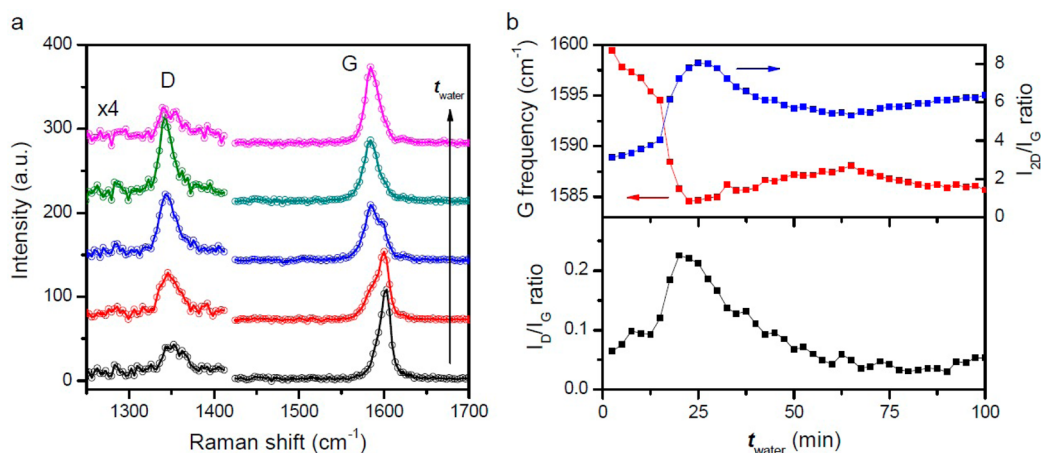 a
400
300
200
100
0
Intensity (a.u.)
x4
D
G
t_water
1300
1400
1500
1600
1700
Raman shift (cm⁻¹)
b
1600
1595
1590
1585
G frequency (cm⁻¹)
8
6
4
2
0
I_2D/I_G ratio
0.2
0.1
0.0
I_D/I_G ratio
0
25
50
75
100
t_water (min)